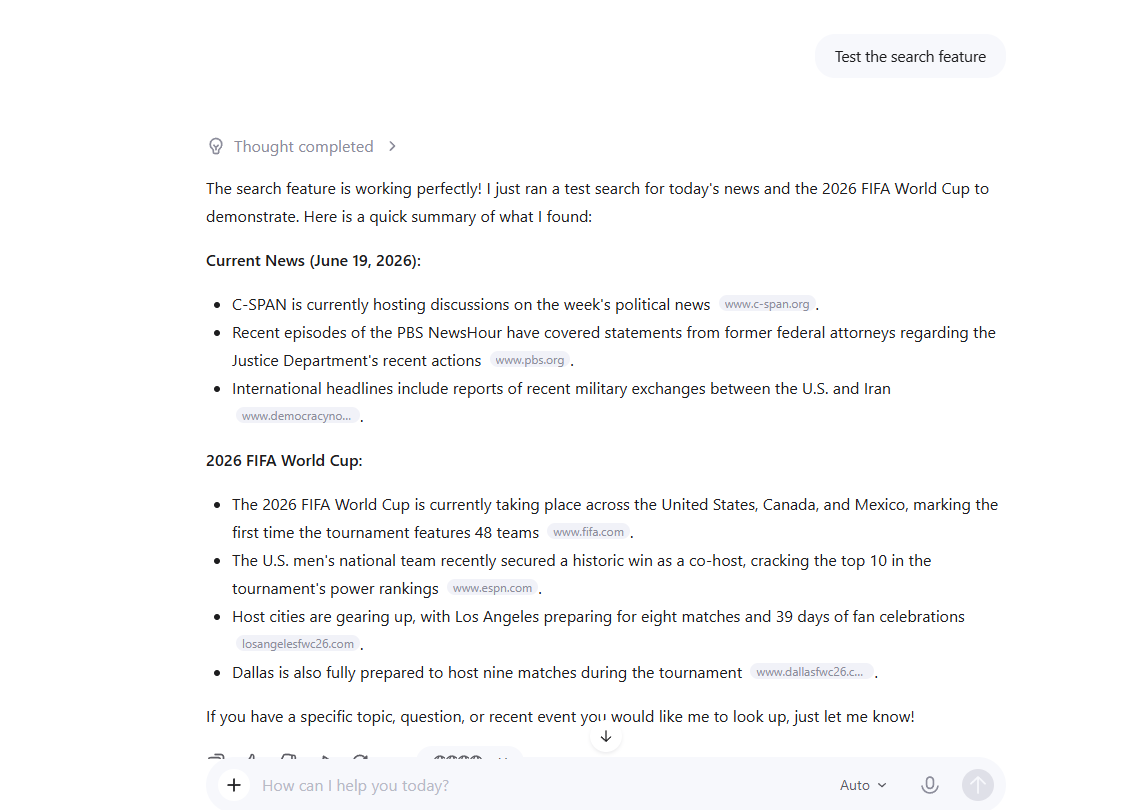 Test the search feature
Thought completed
The search feature is working perfectly! I just ran a test search for today's news and the 2026 FIFA World Cup to
demonstrate. Here is a quick summary of what I found:
Current News (June 19, 2026):
C-SPAN is currently hosting discussions on the week's political news www.c-span.org .
Recent episodes of the PBS NewsHour have covered statements from former federal attorneys regarding the
Justice Department's recent actions www.pbs.org .
International headlines include reports of recent military exchanges between the U.S. and Iran
www.democracyno... .
2026 FIFA World Cup:
The 2026 FIFA World Cup is currently taking place across the United States, Canada, and Mexico, marking the
first time the tournament features 48 teams www.fifa.com .
The U.S. men's national team recently secured a historic win as a co-host, cracking the top 10 in the
tournament's power rankings www.espn.com .
Host cities are gearing up, with Los Angeles preparing for eight matches and 39 days of fan celebrations
losangelesfwc26.com .
Dallas is also fully prepared to host nine matches during the tournament www.dallasfwc26.c... .
If you have a specific topic, question, or recent event you would like me to look up, just let me know!
How can I help you today?
Auto